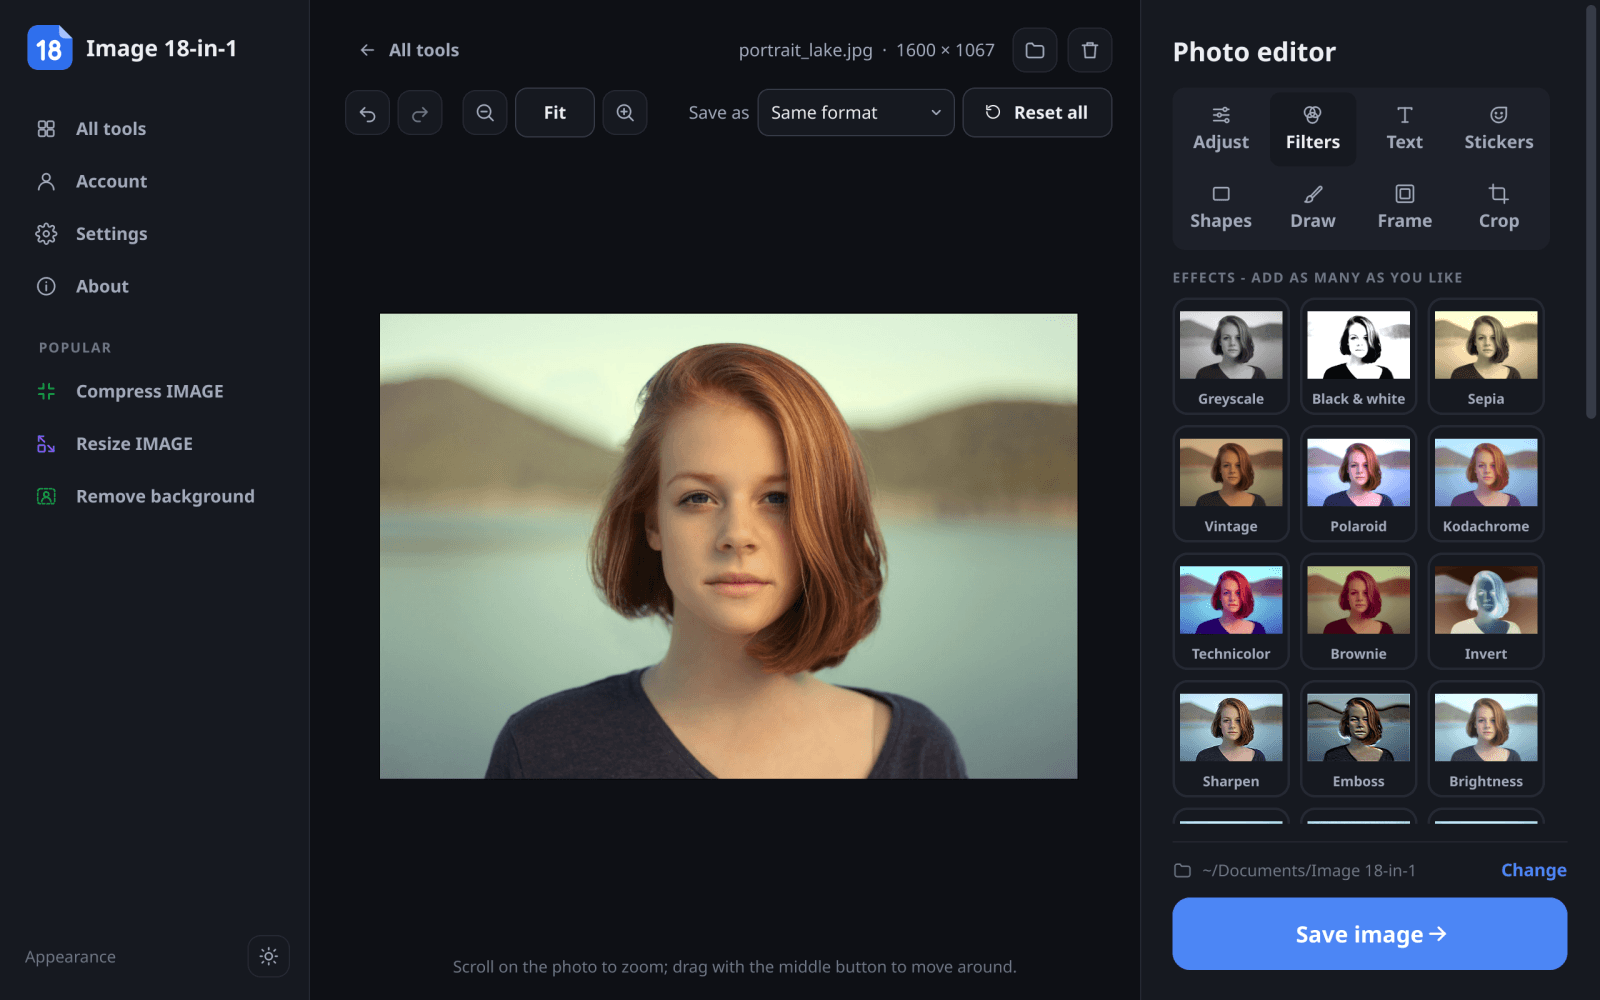 18 Image 18-in-1
All tools
Account
Settings
About
POPULAR
Compress IMAGE
Resize IMAGE
Remove background
Appearance
All tools
portrait_lake.jpg · 1600 × 1067
Fit
Save as
Same format
Reset all
Scroll on the photo to zoom; drag with the middle button to move around.
Photo editor
Adjust Filters Text Stickers
Shapes Draw Frame Crop
EFFECTS - ADD AS MANY AS YOU LIKE
Greyscale Black & white Sepia
Vintage Polaroid Kodachrome
Technicolor Brownie Invert
Sharpen Emboss Brightness
~/Documents/Image 18-in-1 Change
Save image